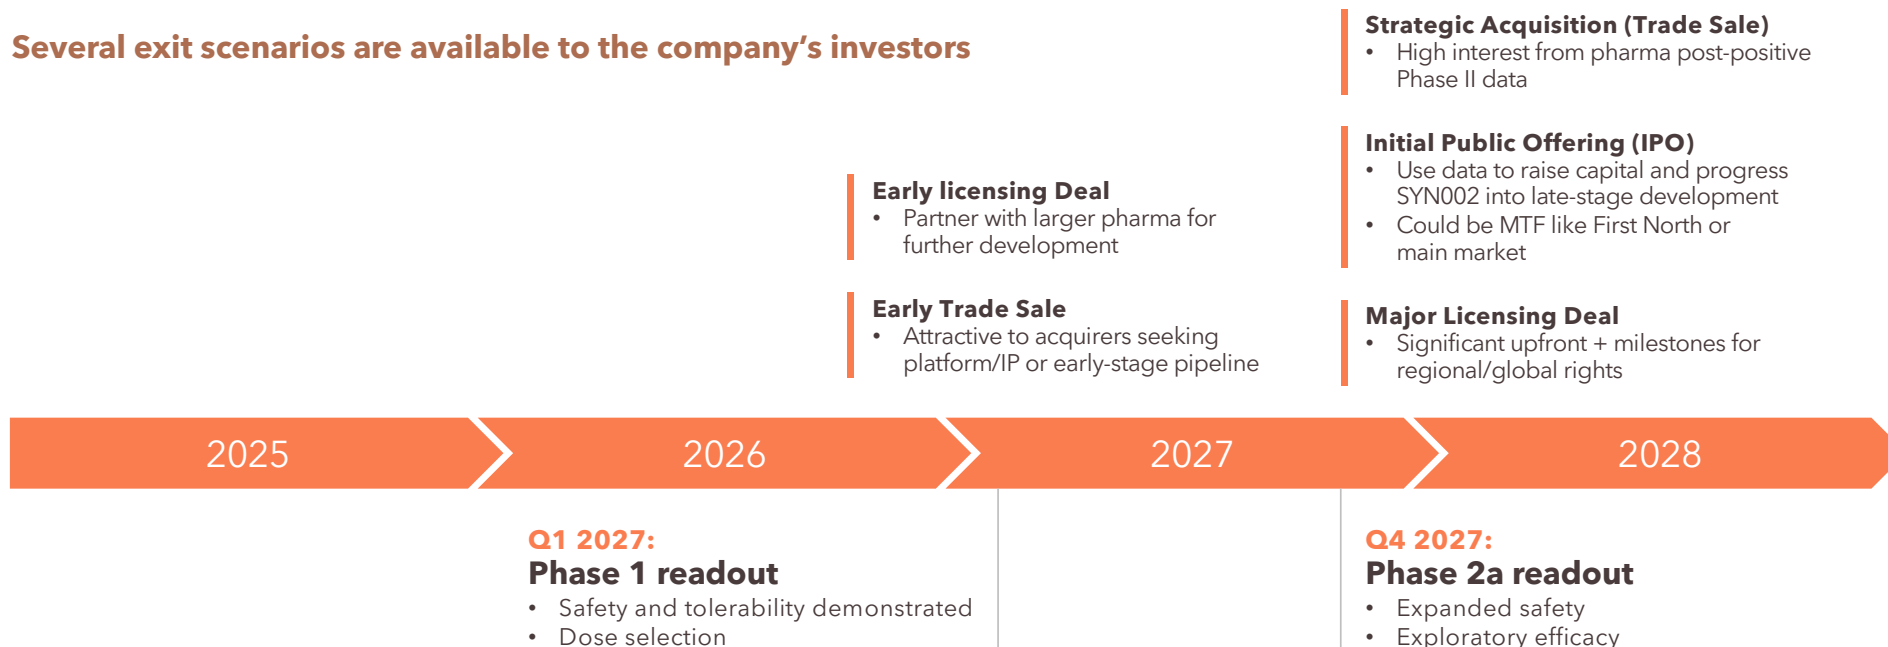 Several exit scenarios are available to the company’s investors
Strategic Acquisition (Trade Sale)
• High interest from pharma post-positive
Phase II data
Initial Public Offering (IPO)
• Use data to raise capital and progress
SYN002 into late-stage development
• Could be MTF like First North or
main market
Major Licensing Deal
• Significant upfront + milestones for
regional/global rights
Early licensing Deal
• Partner with larger pharma for
further development
Early Trade Sale
• Attractive to acquirers seeking
platform/IP or early-stage pipeline
2025
2026
2027
2028
Q1 2027:
Phase 1 readout
• Safety and tolerability demonstrated
• Dose selection
Q4 2027:
Phase 2a readout
• Expanded safety
• Exploratory efficacy